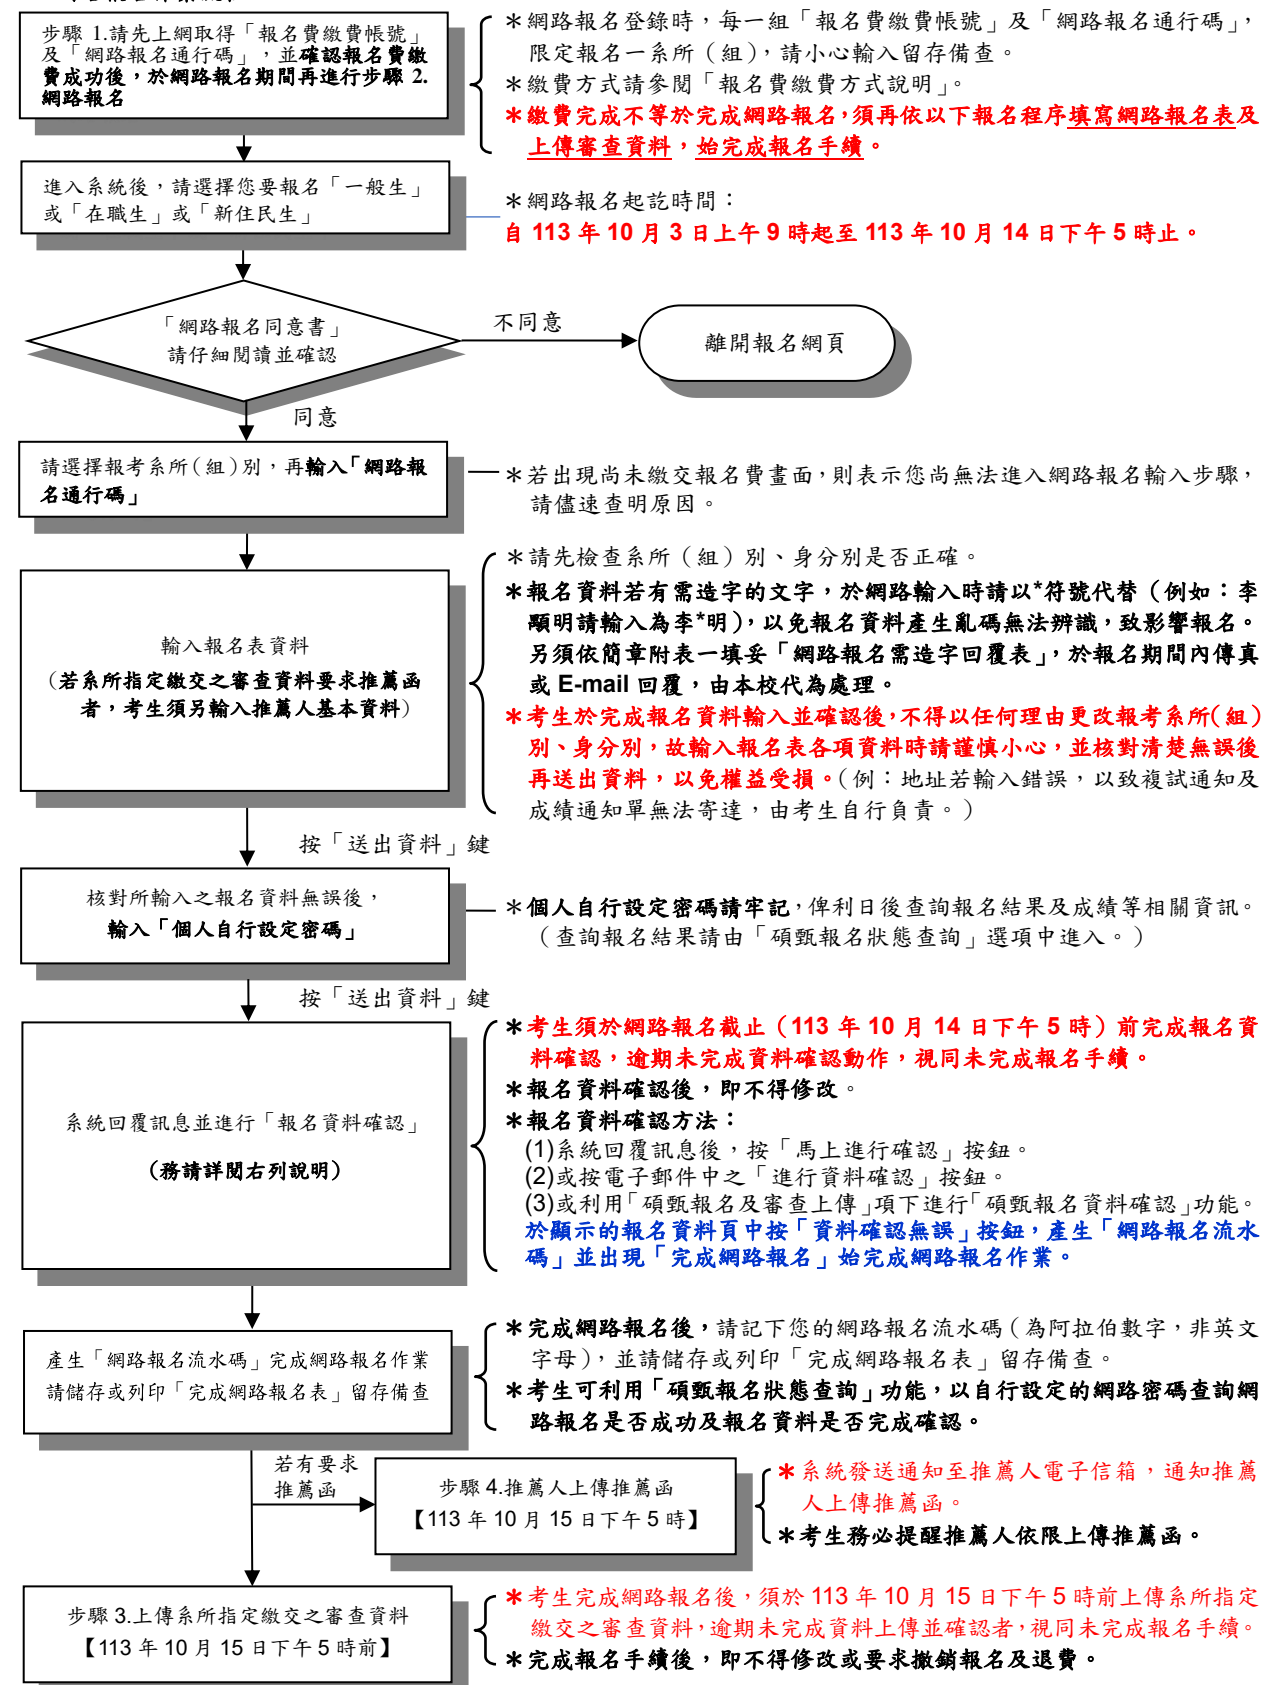 步驟 1.請先上網取得「報名費繳費帳號」
及「網路報名通行碼」，並確認報名費繳
費成功後，於網路報名期間再進行步驟 2.
網路報名
＊網路報名登錄時，每一組「報名費繳費帳號」及「網路報名通行碼」，
限定報名一系所（組），請小心輸入留存備查。
＊繳費方式請參閱「報名費繳費方式說明」。
＊繳費完成不等於完成網路報名，須再依以下報名程序填寫網路報名表及
上傳審查資料，始完成報名手續。
進入系統後，請選擇您要報名「一般生」
或「在職生」或「新住民生」
＊網路報名起訖時間：
自 113 年 10 月 3 日上午 9 時起至 113 年 10 月 14 日下午 5 時止。
「網路報名同意書」
請仔細閱讀並確認
不同意
離開報名網頁
同意
請選擇報考系所（組）別，再輸入「網路報
名通行碼」
＊若出現尚未繳交報名費畫面，則表示您尚無法進入網路報名輸入步驟，
請儘速查明原因。
輸入報名表資料
（若系所指定繳交之審查資料要求推薦函
者，考生須另輸入推薦人基本資料）
＊請先檢查系所（組）別、身分別是否正確。
＊報名資料若有需造字的文字，於網路輸入時請以*符號代替（例如：李
顯明請輸入為李*明），以免報名資料產生亂碼無法辨識，致影響報名。
另須依簡章附表一填妥「網路報名需造字回覆表」，於報名期間內傳真
或 E-mail 回覆，由本校代為處理。
＊考生於完成報名資料輸入並確認後，不得以任何理由更改報考系所（組）
別、身分別，故輸入報名表各項資料時請謹慎小心，並核對清楚無誤後
再送出資料，以免權益受損。（例：地址若輸入錯誤，以致複試通知及
成績通知單無法寄達，由考生自行負責。）
按「送出資料」鍵
核對所輸入之報名資料無誤後，
輸入「個人自行設定密碼」
＊個人自行設定密碼請牢記，俾利日後查詢報名結果及成績等相關資訊。
（查詢報名結果請由「碩甄報名狀態查詢」選項中進入。）
按「送出資料」鍵
系統回覆訊息並進行「報名資料確認」
（務請詳閱右列說明）
＊考生須於網路報名截止（113 年 10 月 14 日下午 5 時）前完成報名資
料確認，逾期未完成資料確認動作，視同未完成報名手續。
＊報名資料確認後，即不得修改。
＊報名資料確認方法：
(1)系統回覆訊息後，按「馬上進行確認」按鈕。
(2)或按電子郵件中之「進行資料確認」按鈕。
(3)或利用「碩甄報名及審查上傳」項下進行「碩甄報名資料確認」功能。
於顯示的報名資料頁中按「資料確認無誤」按鈕，產生「網路報名流水
碼」並出現「完成網路報名」始完成網路報名作業。
產生「網路報名流水碼」完成網路報名作業
請儲存或列印「完成網路報名表」留存備查
＊完成網路報名後，請記下您的網路報名流水碼（為阿拉伯數字，非英文
字母），並請儲存或列印「完成網路報名表」留存備查。
＊考生可利用「碩甄報名狀態查詢」功能，以自行設定的網路密碼查詢網
路報名是否成功及報名資料是否完成確認。
若有要求
推薦函
步驟 4.推薦人上傳推薦函
【113 年 10 月 15 日下午 5 時】
＊系統發送通知至推薦人電子信箱，通知推薦
人上傳推薦函。
＊考生務必提醒推薦人依限上傳推薦函。
步驟 3.上傳系所指定繳交之審查資料
【113 年 10 月 15 日下午 5 時前】
＊考生完成網路報名後，須於 113 年 10 月 15 日下午 5 時前上傳系所指定
繳交之審查資料，逾期未完成資料上傳並確認者，視同未完成報名手續。
＊完成報名手續後，即不得修改或要求撤銷報名及退費。